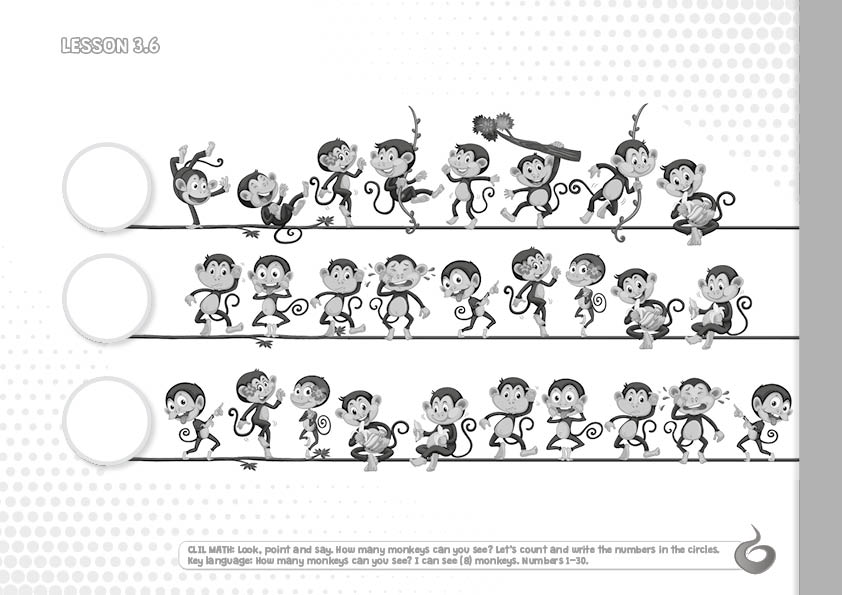 LESSON 3.6
CLIL MATH: Look, point and say. How many monkeys can you see? Let's count and write the numbers in the circles.
Key language: How many monkeys can you see? I can see (8) monkeys. Numbers 1–30.